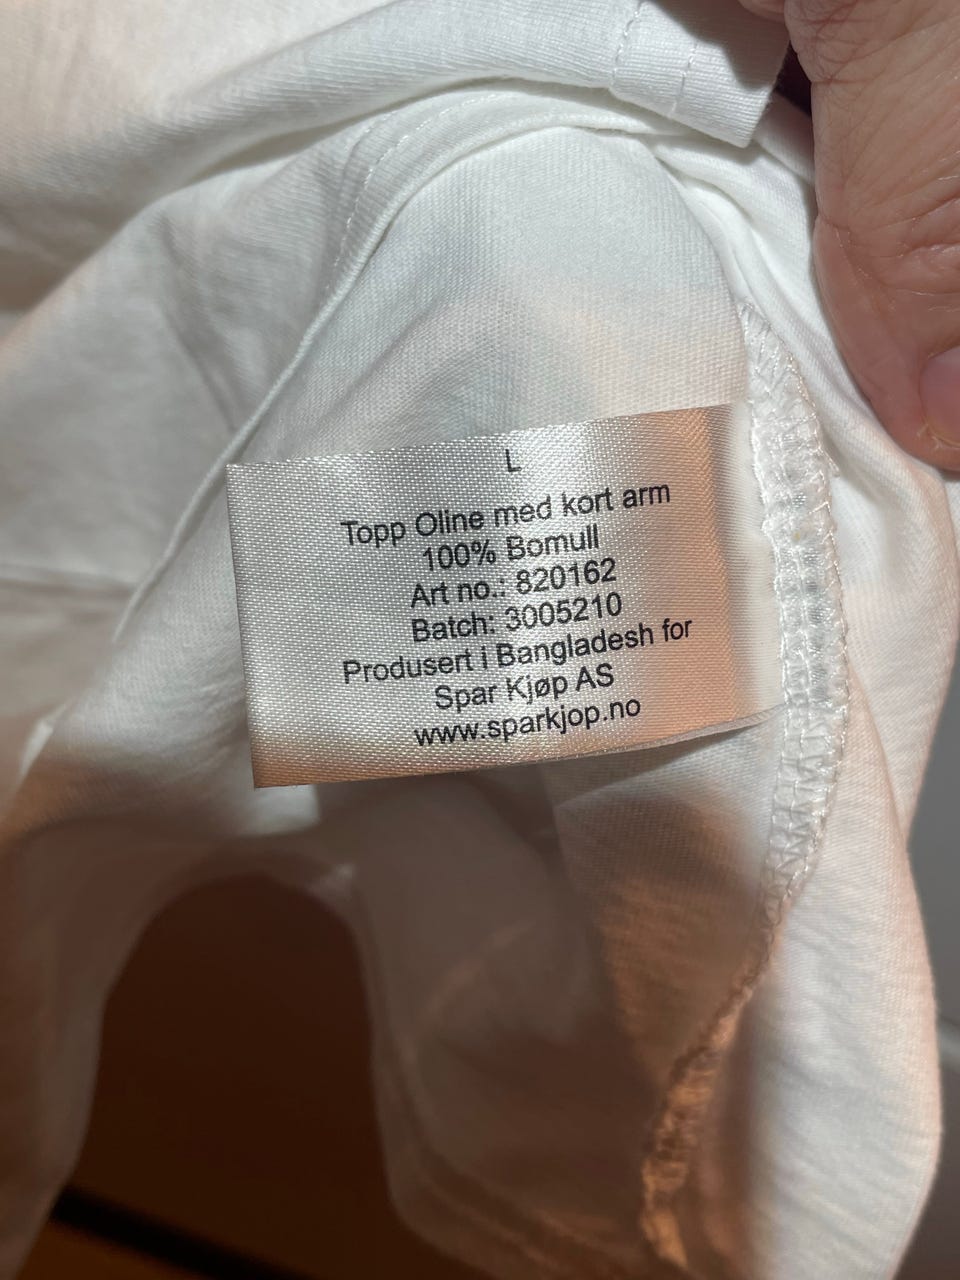 L
Topp Oline med kort arm
100% Bomull
Art no.: 820162
Batch: 3005210
Produsert i Bangladesh for
Spar Kjøp AS
www.sparkjop.no